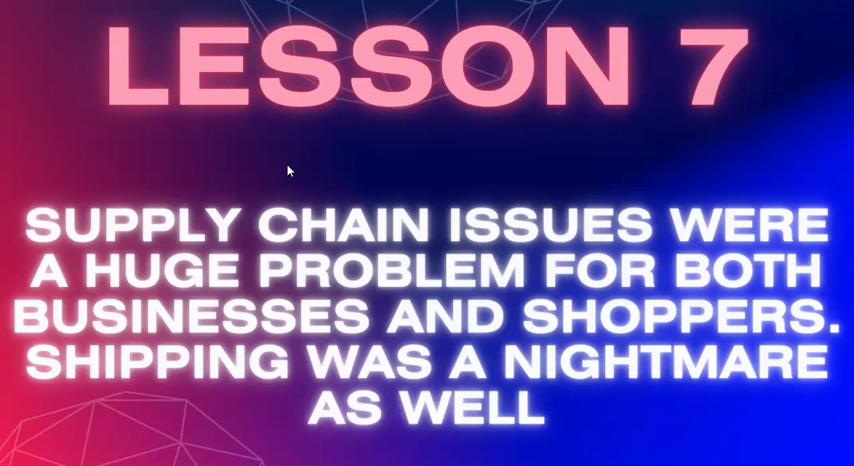 LESSON 7
SUPPLY CHAIN ISSUES WERE
A HUGE PROBLEM FOR BOTH
BUSINESSES AND SHOPPERS.
SHIPPING WAS A NIGHTMARE
AS WELL